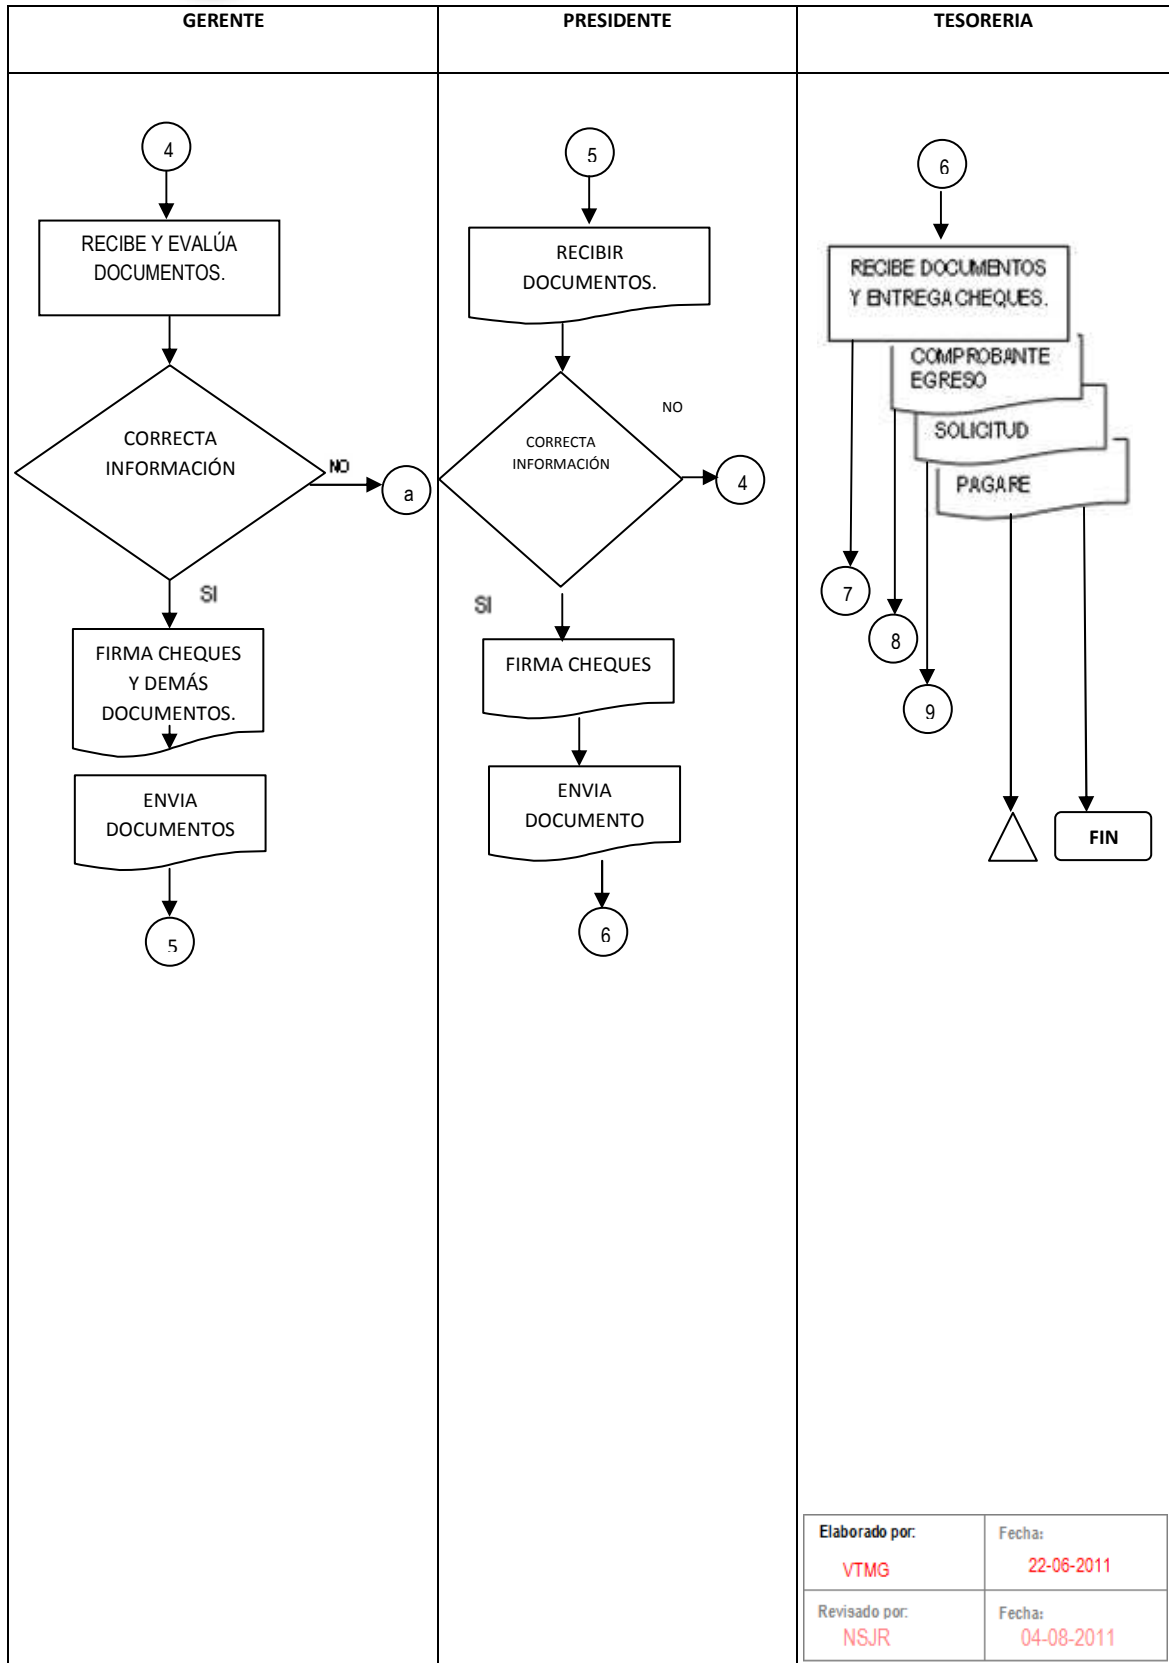 GERENTE
PRESIDENTE
TESORERIA
4
RECIBE Y EVALÚA
DOCUMENTOS.
CORRECTA
INFORMACIÓN
NO
a
SI
FIRMA CHEQUES
Y DEMÁS
DOCUMENTOS.
ENVIA
DOCUMENTOS
5
5
RECIBIR
DOCUMENTOS.
CORRECTA
INFORMACIÓN
NO
4
SI
FIRMA CHEQUES
ENVIA
DOCUMENTO
6
6
RECIBE DOCUMENTOS
Y ENTREGA CHEQUES.
COMPROBANTE
EGRESO
SOLICITUD
PAGARE
7
8
9
FIN
Elaborado por:
VTMG
Fecha:
22-06-2011
Revisado por:
NSJR
Fecha:
04-08-2011